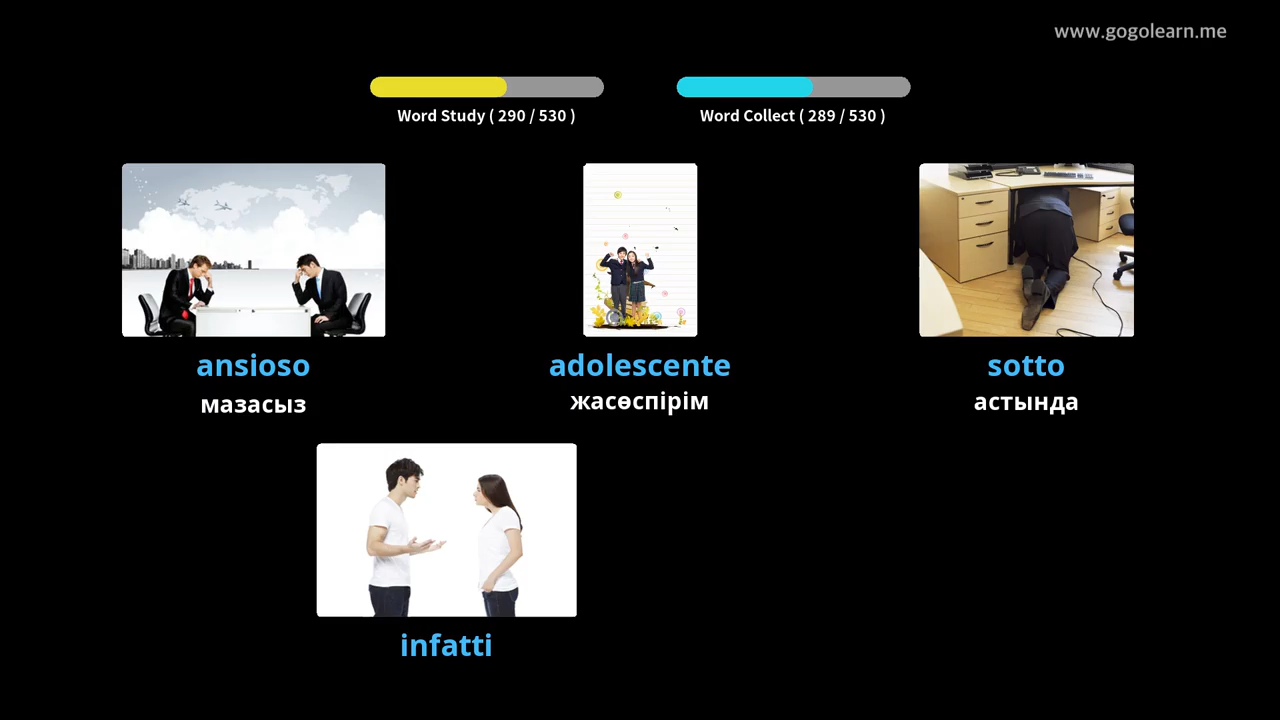 www.gogolearn.me
Word Study ( 290 / 530 )
Word Collect ( 289 / 530 )
ansioso
adolescente
sotto
мазасыз
жасөспірім
астында
infatti